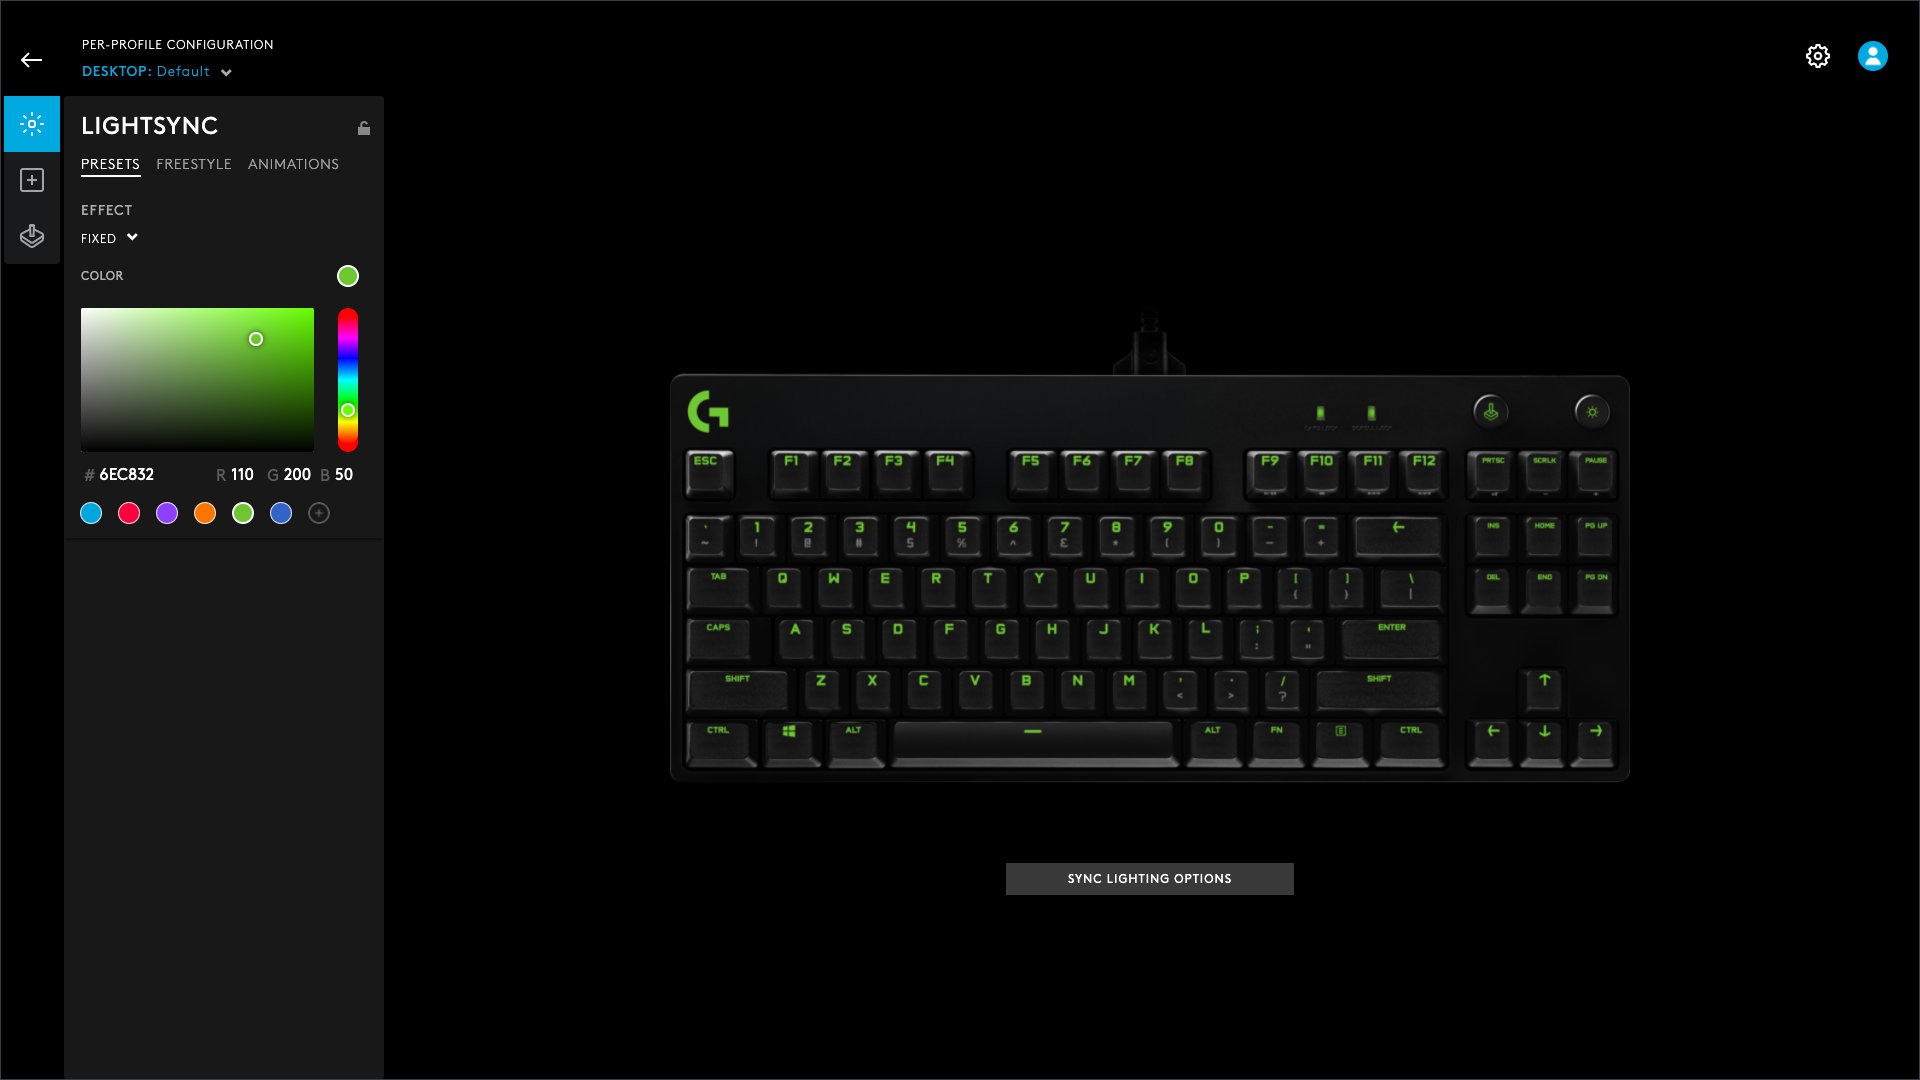 PER-PROFILE CONFIGURATION
DESKTOP: Default
LIGHTSYNC
PRESETS FREESTYLE ANIMATIONS
EFFECT
FIXED
COLOR
# 6EC832 R 110 G 200 B 50
ESC F1 F2 F3 F4 F5 F6 F7 F8 F9 F10 F11 F12 PRTSC SCRLK PAUSE
` 1 2 3 4 5 6 7 8 9 0 - = ← INS HOME PG UP
~ ! @ # $ % ^ & * ( ) _ +
TAB Q W E R T Y U I O P [ ] \ DEL END PG DN
{ } |
CAPS A S D F G H J K L ; ' ENTER
: "
SHIFT Z X C V B N M , . / SHIFT ↑
< > ?
CTRL ALT ALT FN CTRL ← ↓ →
SYNC LIGHTING OPTIONS